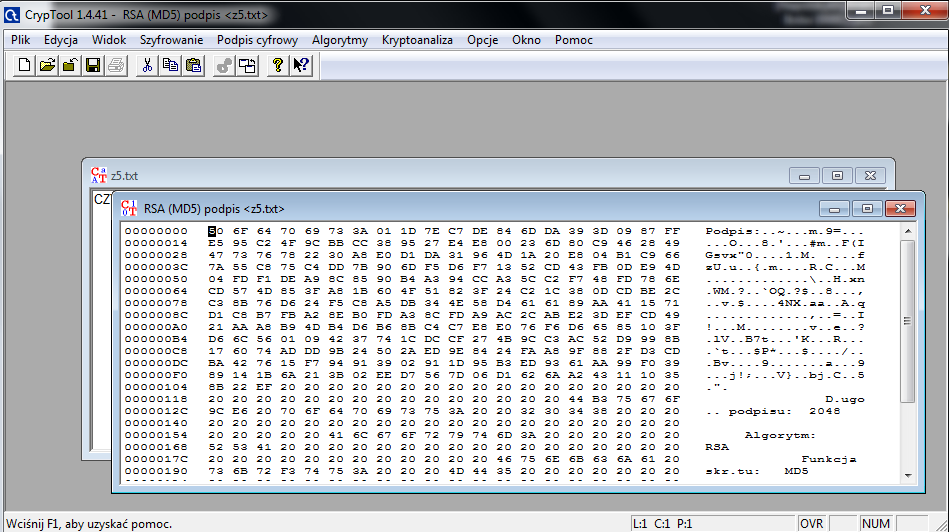 CrypTool 1.4.41 - RSA (MD5) podpis <z5.txt>
Plik Edycja Widok Szyfrowanie Podpis cyfrowy Algorytmy Kryptoanaliza Opcje Okno Pomoc
z5.txt
CZ
RSA (MD5) podpis <z5.txt>
00000000 50 6F 64 70 69 73 3A 01 1D 7E C7 DE 84 6D DA 39 3D 09 87 FF Podpis:..~...m.9=...
00000014 E5 95 C2 4F 9C BB CC 38 95 27 E4 E8 00 23 6D 80 C9 46 28 49 ...O...8.'...#m..F(I
00000028 47 73 76 78 22 30 A8 E0 D1 DA 31 96 4D 1A 20 E8 04 B1 C9 66 Gsvx"0....1.M. ....f
0000003C 7A 55 C8 75 C4 DD 7B 90 6D F5 D6 F7 13 52 CD 43 FB 0D E9 4D zU.u..{.m....R.C...M
00000050 04 FD F1 DE A9 8C 85 90 B4 A3 94 CC A3 5C C2 F7 48 FD 78 6E .............\..H.xn
00000064 CD 57 4D 85 3F A8 1B 60 4F 51 82 3F 24 C2 1C 38 0D CD BE 2C .WM.?..`OQ.?$..8...,
00000078 C3 8B 76 D6 24 F5 C8 A5 DB 34 4E 58 D4 61 61 89 AA 41 15 71 ..v.$....4NX.aa..A.q
0000008C D1 C8 B7 FB A2 8E B0 FD A3 8C FD A9 AC 2C AB E2 3D EF CD 49 .............,..=..I
000000A0 21 AA A8 B9 4D B4 D6 B6 8B C4 C7 E8 E0 76 F6 D6 65 85 10 3F !...M........v..e..?
000000B4 D6 6C 56 01 09 42 37 74 1C DC CF 27 4B 9C C3 AC 52 D9 99 8B .lV..B7t...'K...R...
000000C8 17 60 74 AD DD 9B 24 50 2A ED 9E 84 24 FA A8 9F 88 2F D3 CD .`t...$P*...$..../..
000000DC BA 42 76 15 F7 94 91 39 02 91 1D 95 B3 ED 93 61 AA 99 F0 39 .Bv....9.......a...9
000000F0 89 14 1B 6A 21 3B 02 EE D7 56 7D 06 D1 62 6A A2 43 11 10 35 ...j!;...V}..bj.C..5
00000104 8B 22 EF 20 20 20 20 20 20 20 20 20 20 20 20 20 20 20 20 20 .".
00000118 20 20 20 20 20 20 20 20 20 20 20 20 20 20 20 44 B3 75 67 6F D.ugo
0000012C 9C E6 20 70 6F 64 70 69 73 75 3A 20 20 32 30 34 38 20 20 20 .. podpisu: 2048
00000140 20 20 20 20 20 20 20 20 20 20 20 20 20 20 20 20 20 20 20 20
00000154 20 20 20 20 20 41 6C 67 6F 72 79 74 6D 3A 20 20 20 20 20 20 Algorytm:
00000168 52 53 41 20 20 20 20 20 20 20 20 20 20 20 20 20 20 20 20 20 RSA
0000017C 20 20 20 20 20 20 20 20 20 20 20 46 75 6E 6B 63 6A 61 20 Funkcja
00000190 73 6B 72 F3 74 75 3A 20 20 20 4D 44 35 20 20 20 20 20 20 20 skr.tu: MD5
Wciśnij F1, aby uzyskać pomoc.
L:1 C:1 P:1 OVR NUM